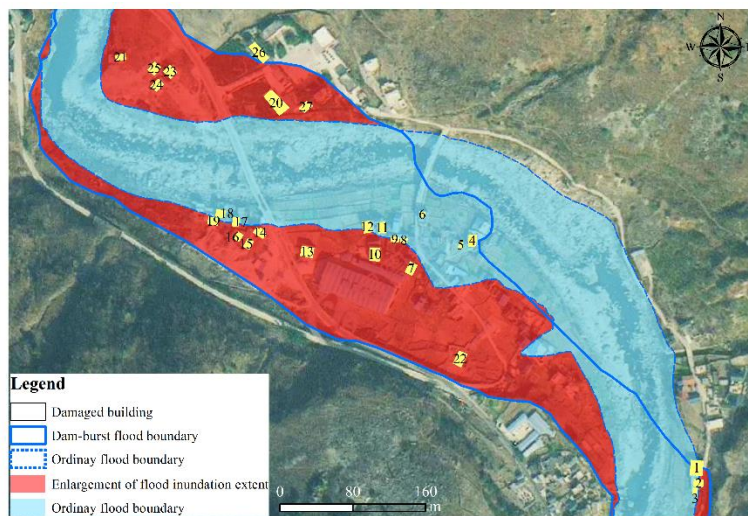 N
W
E
S
26
21
25 23
24
20
27
6
18
19 17
12 11
14
16
15
9 8
5
4
13
10
7
22
1
2
3
Legend
Damaged building
Dam-burst flood boundary
Ordinay flood boundary
Enlargement of flood inundation extent
Ordinay flood boundary
0 80 160
m